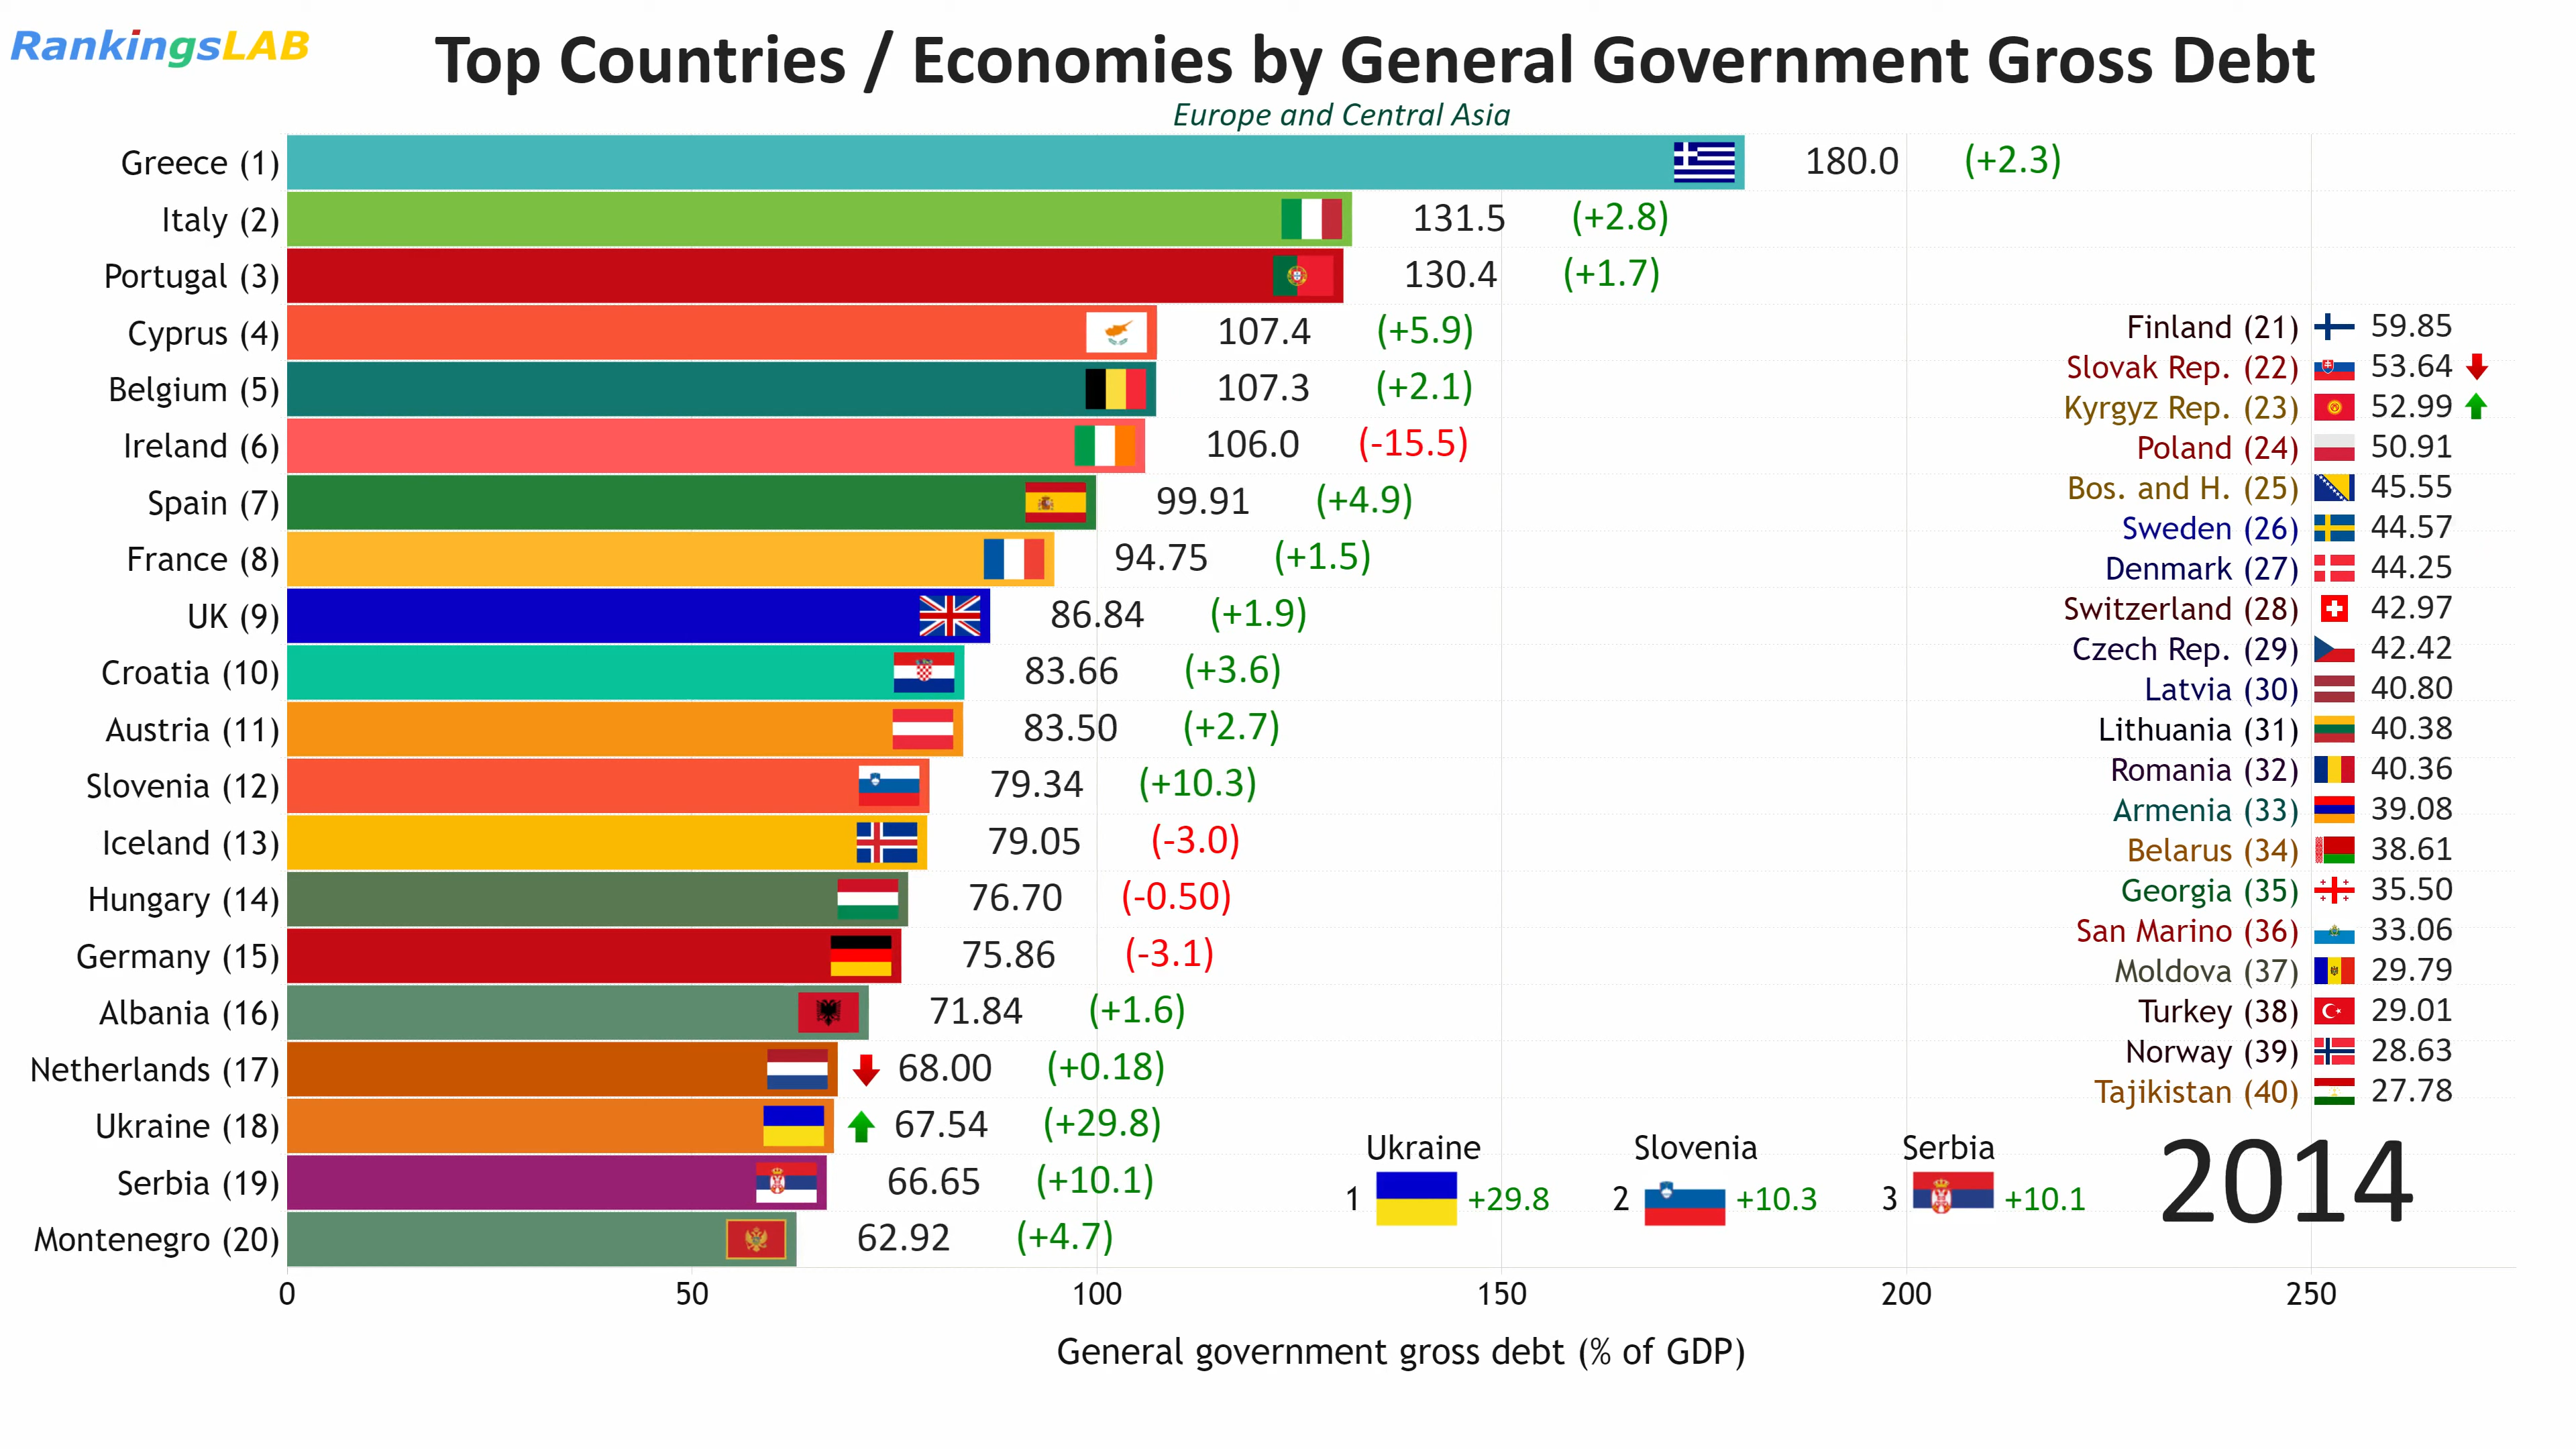 RankingsLAB
Top Countries / Economies by General Government Gross Debt
Europe and Central Asia
Greece (1) 180.0 (+2.3)
Italy (2) 131.5 (+2.8)
Portugal (3) 130.4 (+1.7)
Cyprus (4) 107.4 (+5.9)
Belgium (5) 107.3 (+2.1)
Ireland (6) 106.0 (-15.5)
Spain (7) 99.91 (+4.9)
France (8) 94.75 (+1.5)
UK (9) 86.84 (+1.9)
Croatia (10) 83.66 (+3.6)
Austria (11) 83.50 (+2.7)
Slovenia (12) 79.34 (+10.3)
Iceland (13) 79.05 (-3.0)
Hungary (14) 76.70 (-0.50)
Germany (15) 75.86 (-3.1)
Albania (16) 71.84 (+1.6)
Netherlands (17) 68.00 (+0.18)
Ukraine (18) 67.54 (+29.8)
Serbia (19) 66.65 (+10.1)
Montenegro (20) 62.92 (+4.7)
Finland (21) 59.85
Slovak Rep. (22) 53.64
Kyrgyz Rep. (23) 52.99
Poland (24) 50.91
Bos. and H. (25) 45.55
Sweden (26) 44.57
Denmark (27) 44.25
Switzerland (28) 42.97
Czech Rep. (29) 42.42
Latvia (30) 40.80
Lithuania (31) 40.38
Romania (32) 40.36
Armenia (33) 39.08
Belarus (34) 38.61
Georgia (35) 35.50
San Marino (36) 33.06
Moldova (37) 29.79
Turkey (38) 29.01
Norway (39) 28.63
Tajikistan (40) 27.78
Ukraine Slovenia Serbia
1 +29.8 2 +10.3 3 +10.1
2014
0 50 100 150 200 250
General government gross debt (% of GDP)